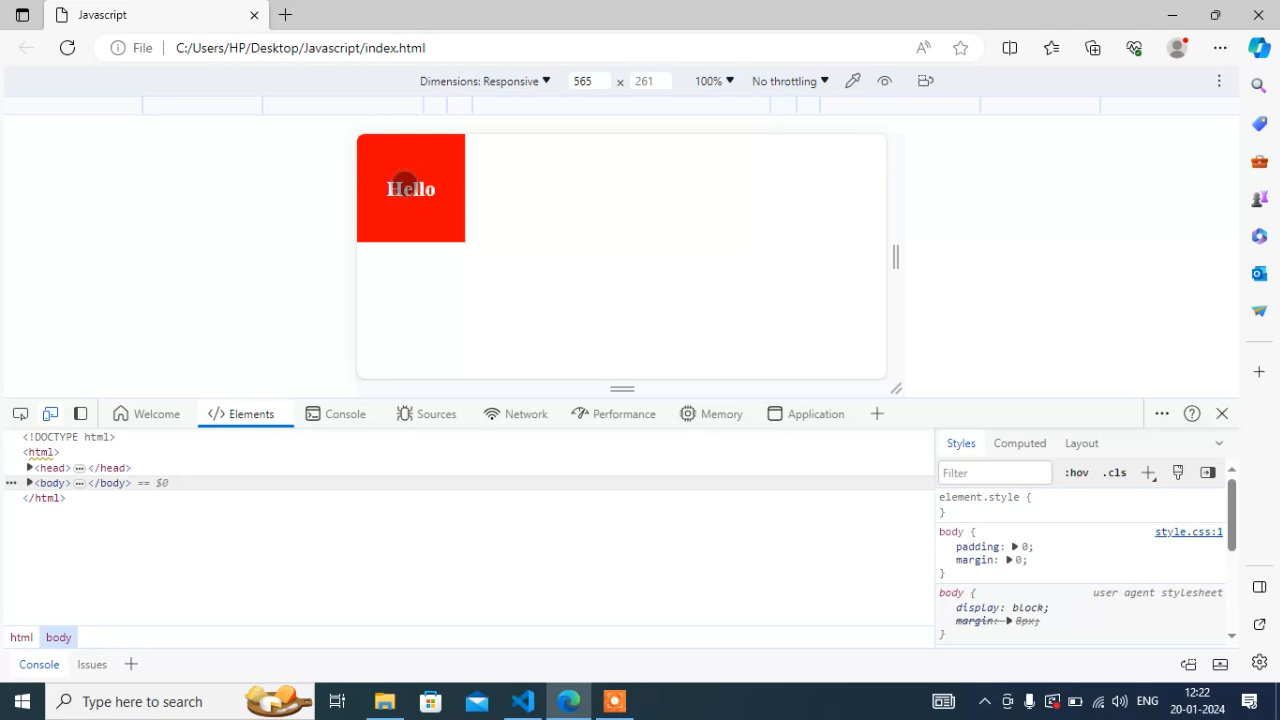 Javascript
File
C:/Users/HP/Desktop/Javascript/index.html
Dimensions: Responsive
565 x 261
100%
No throttling
Hello
Welcome
Elements
Console
Sources
Network
Performance
Memory
Application
<!DOCTYPE html>
<html>
<head> ••• </head>
••• <body> ••• </body> == $0
</html>
Styles Computed Layout
Filter
:hov .cls
element.style {
}
body { style.css:1
padding: 0;
margin: 0;
}
body { user agent stylesheet
display: block;
margin: 8px;
}
html body
Console Issues
Type here to search
ENG
12:22
20-01-2024